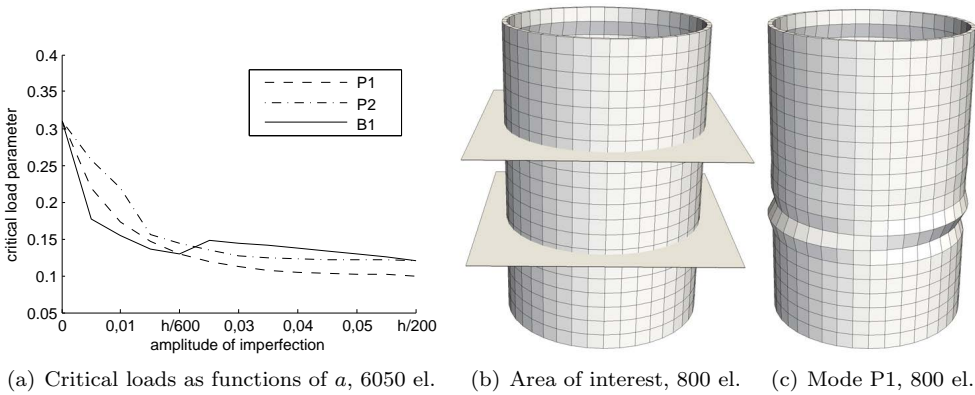 0.4
0.35
0.3
0.25
0.2
0.15
0.1
0.05
critical load parameter
P1
P2
B1
0 0,01 h/600 0,03 0,04 0,05 h/200
amplitude of imperfection
(a) Critical loads as functions of a, 6050 el.
(b) Area of interest, 800 el.
(c) Mode P1, 800 el.